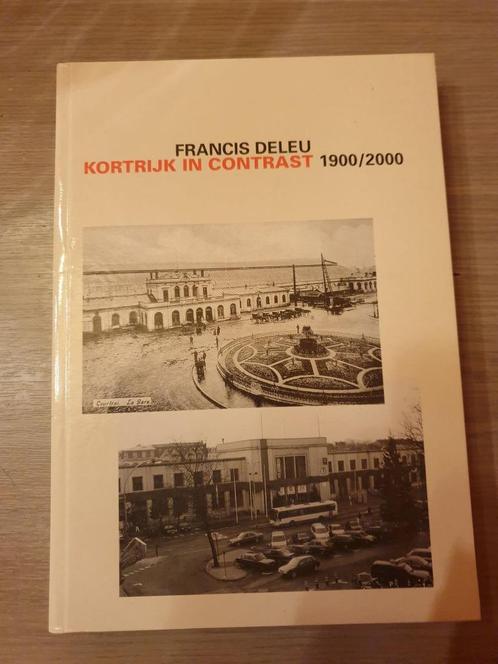 FRANCIS DELEU
KORTRIJK IN CONTRAST 1900/2000
Courtrai. La Gare.